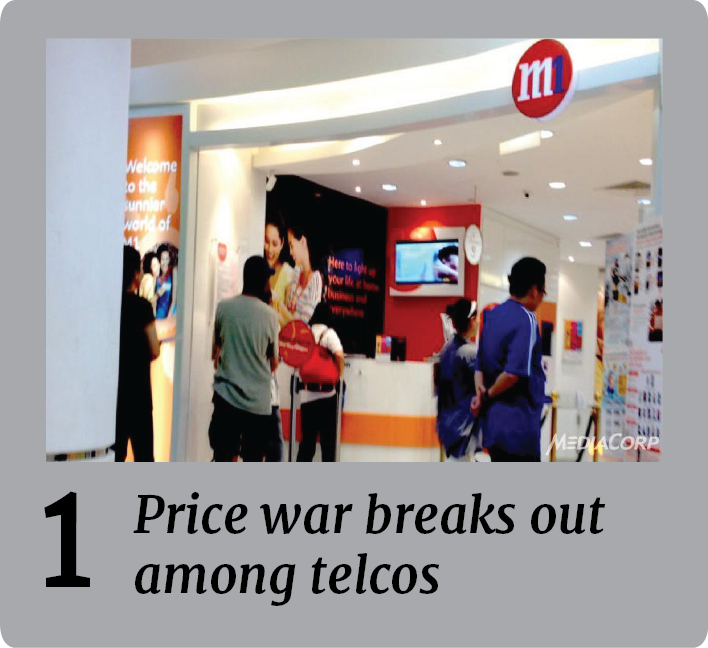 m1
Welcome
to the
sunnier
world of
M1
Here to light up
your life at home
business and
everywhere
MEDIACORP
1 Price war breaks out
among telcos